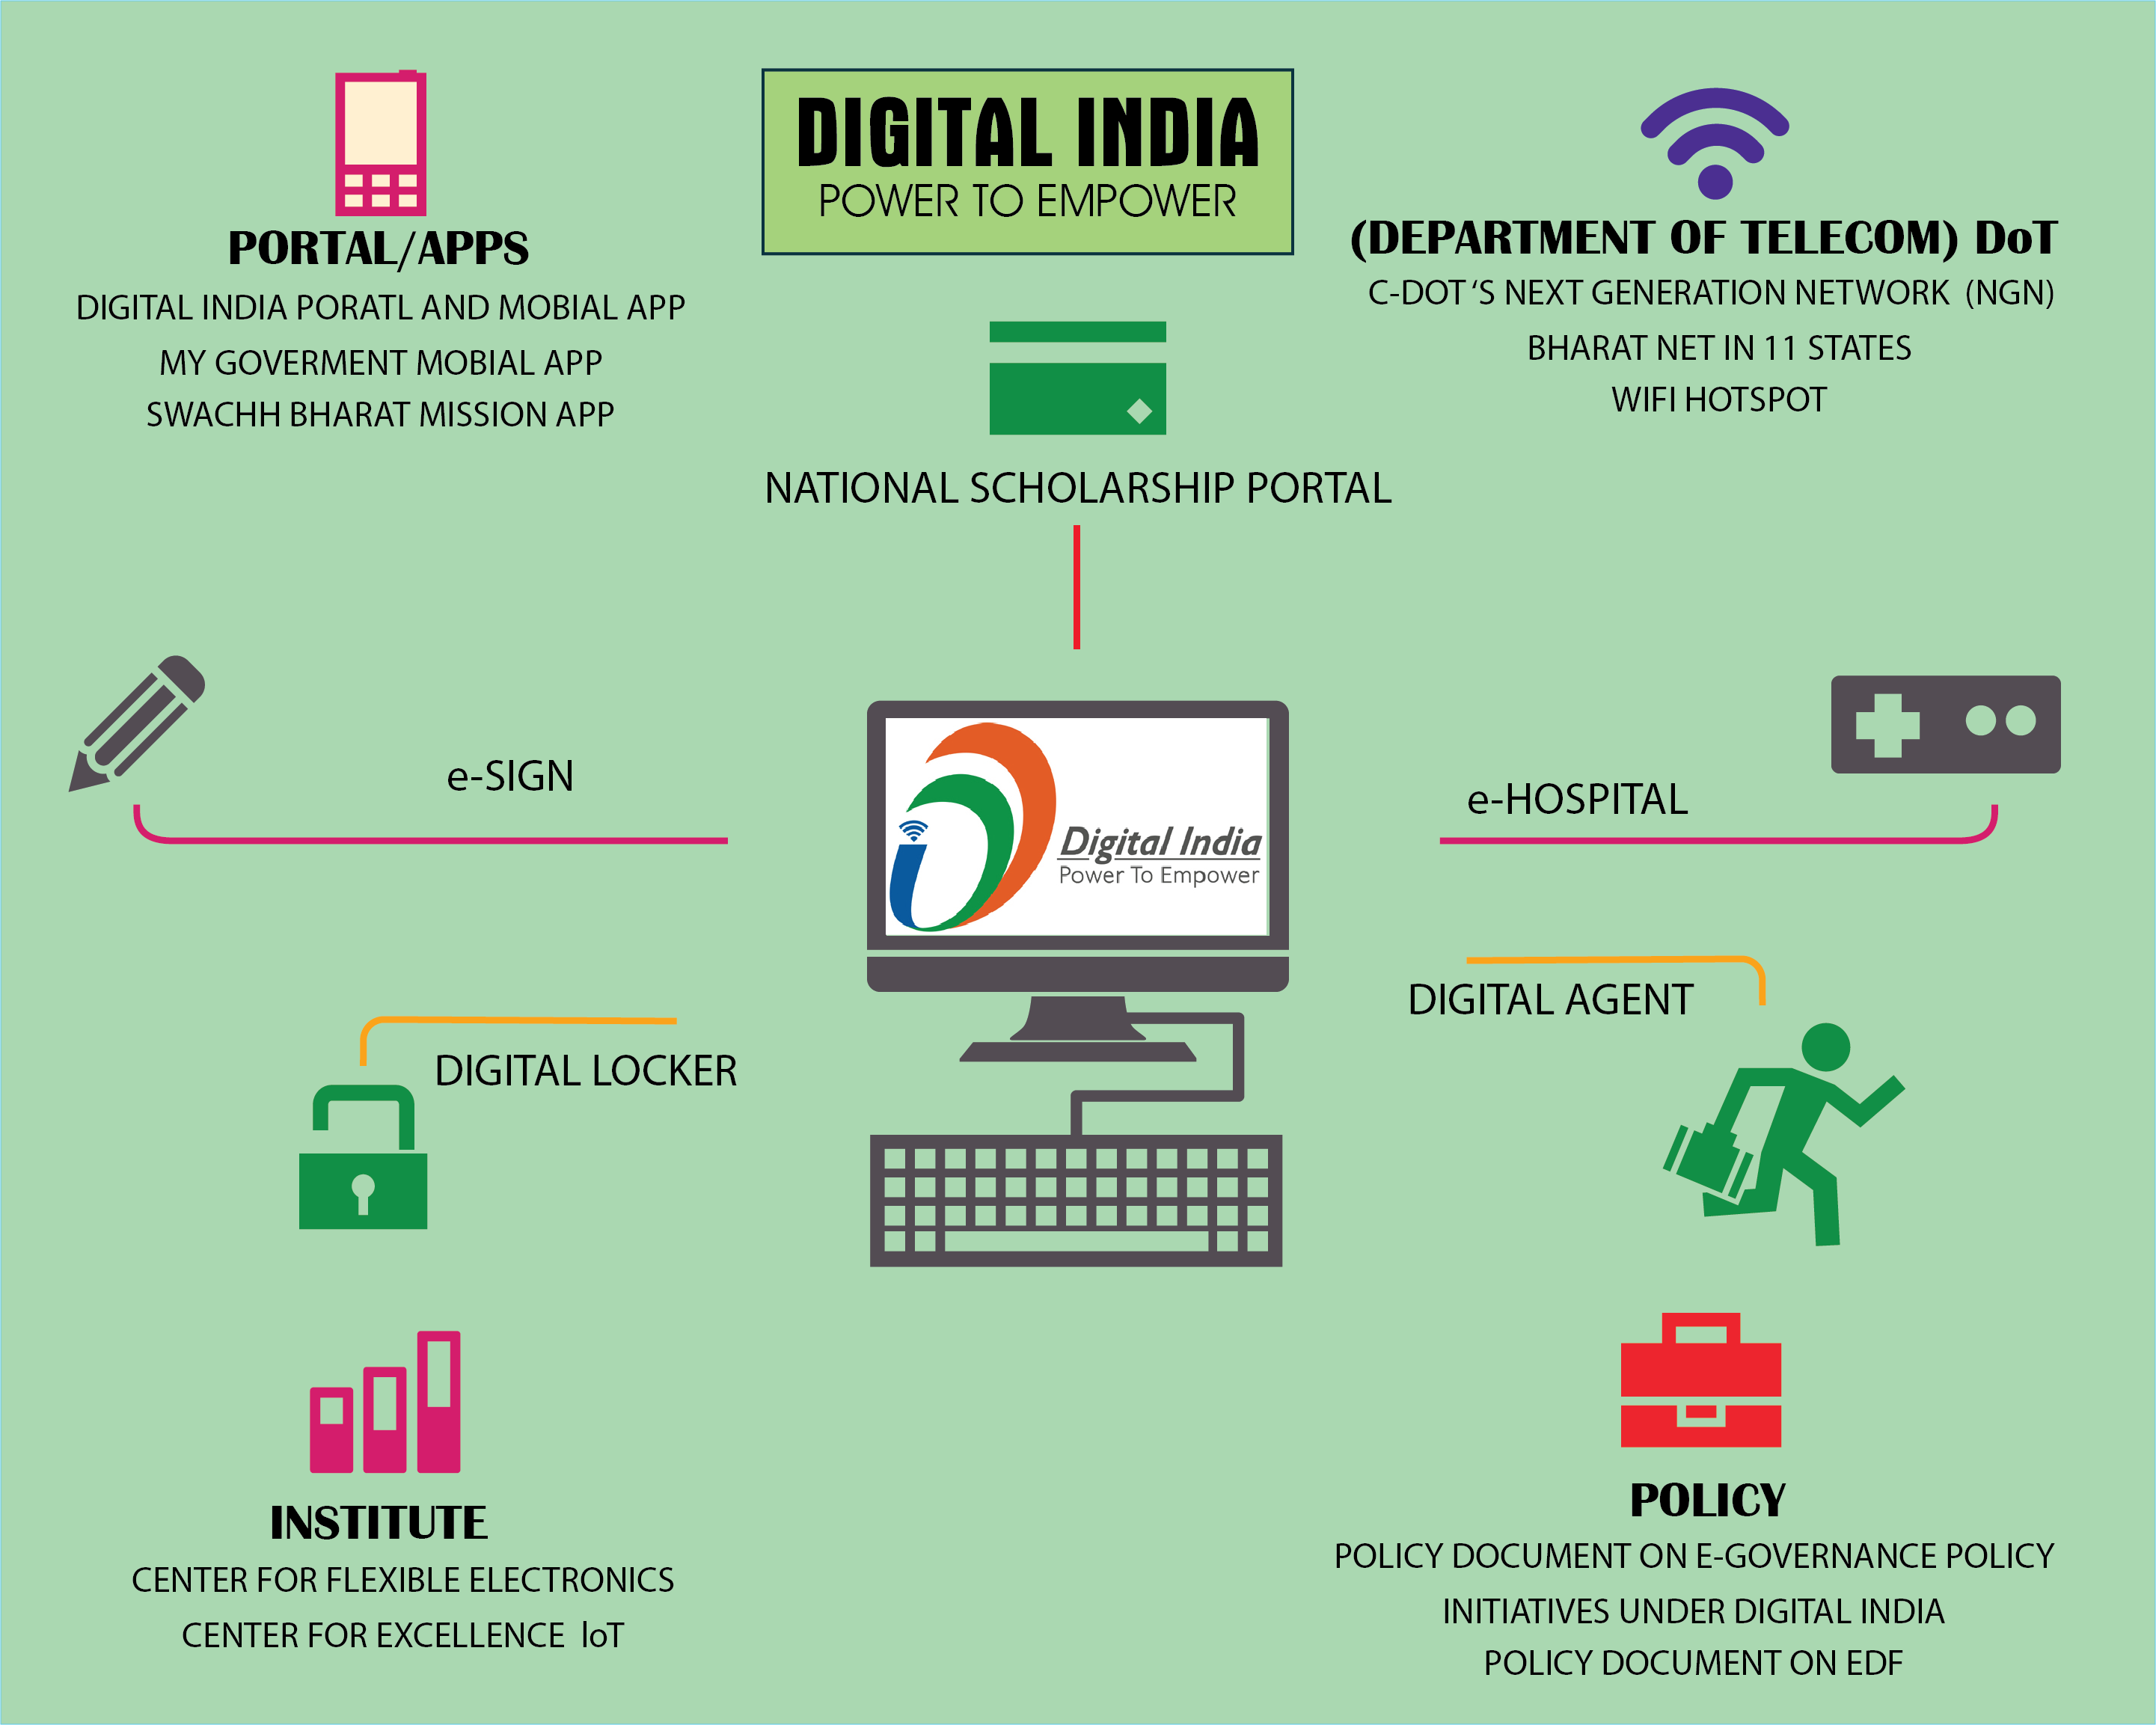 DIGITAL INDIA
POWER TO EMPOWER
PORTAL/APPS
DIGITAL INDIA PORATL AND MOBIAL APP
MY GOVERMENT MOBIAL APP
SWACHH BHARAT MISSION APP
(DEPARTMENT OF TELECOM) DoT
C-DOT 'S NEXT GENERATION NETWORK (NGN)
BHARAT NET IN 11 STATES
WIFI HOTSPOT
NATIONAL SCHOLARSHIP PORTAL
e-SIGN
e-HOSPITAL
Digital India
Power To Empower
DIGITAL LOCKER
DIGITAL AGENT
INSTITUTE
CENTER FOR FLEXIBLE ELECTRONICS
CENTER FOR EXCELLENCE IoT
POLICY
POLICY DOCUMENT ON E-GOVERNANCE POLICY
INITIATIVES UNDER DIGITAL INDIA
POLICY DOCUMENT ON EDF